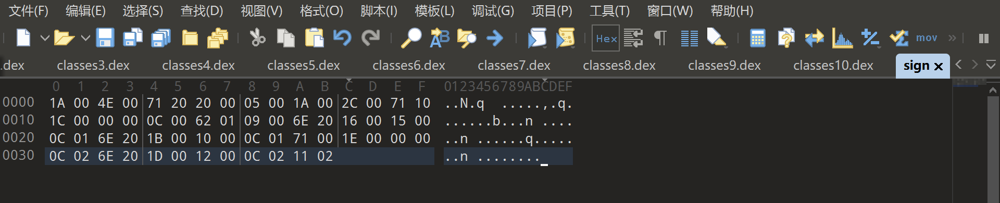 文件(F) 编辑(E) 选择(S) 查找(D) 视图(V) 格式(O) 脚本(I) 模板(L) 调试(G) 项目(P) 工具(T) 窗口(W) 帮助(H)
AB Hex ¶ mov »
.dex classes3.dex classes4.dex classes5.dex classes6.dex classes7.dex classes8.dex classes9.dex classes10.dex sign
0 1 2 3 4 5 6 7 8 9 A B C D E F 0123456789ABCDEF
0000 1A 00 4E 00 71 20 20 00 05 00 1A 00 2C 00 71 10 ..N.q  .....,.q.
0010 1C 00 00 00 0C 00 62 01 09 00 6E 20 16 00 15 00 ......b...n ....
0020 0C 01 6E 20 1B 00 10 00 0C 01 71 00 1E 00 00 00 ..n ......q.....
0030 0C 02 6E 20 1D 00 12 00 0C 02 11 02 ..n ........